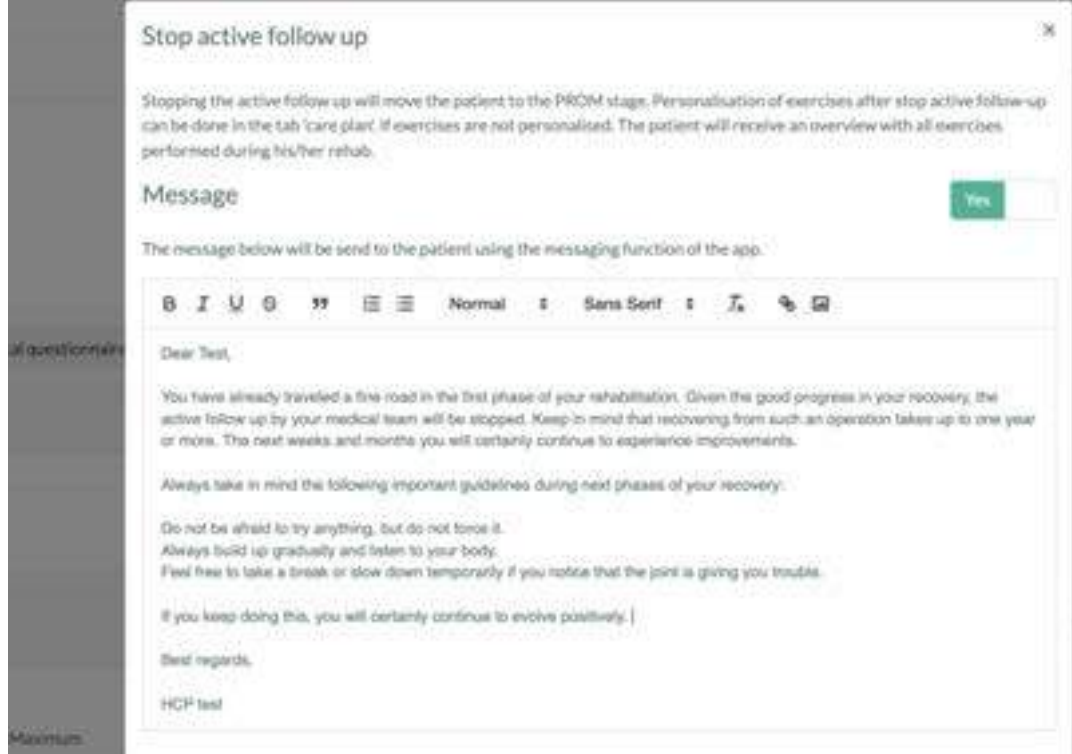 Stop active follow up
×
Stopping the active follow up will move the patient to the PROM stage. Personalisation of exercises after stop active follow-up
can be done in the tab 'care plan'. If exercises are not personalised. The patient will receive an overview with all exercises
performed during his/her rehab.
Message
Yes
The message below will be send to the patient using the messaging function of the app.
B I U S
Normal
Sans Serif
al questionnaire
Dear Test,
You have already traveled a fine road in the first phase of your rehabilitation. Given the good progress in your recovery, the
active follow up by your medical team will be stopped. Keep in mind that recovering from such an operation takes up to one year
or more. The next weeks and months you will certainly continue to experience improvements.
Always take in mind the following important guidelines during next phases of your recovery:
Do not be afraid to try anything, but do not force it.
Always build up gradually and listen to your body.
Feel free to take a break or slow down temporarily if you notice that the joint is giving you trouble.
If you keep doing this, you will certainly continue to evolve positively.
Best regards,
HCP test
Maximum